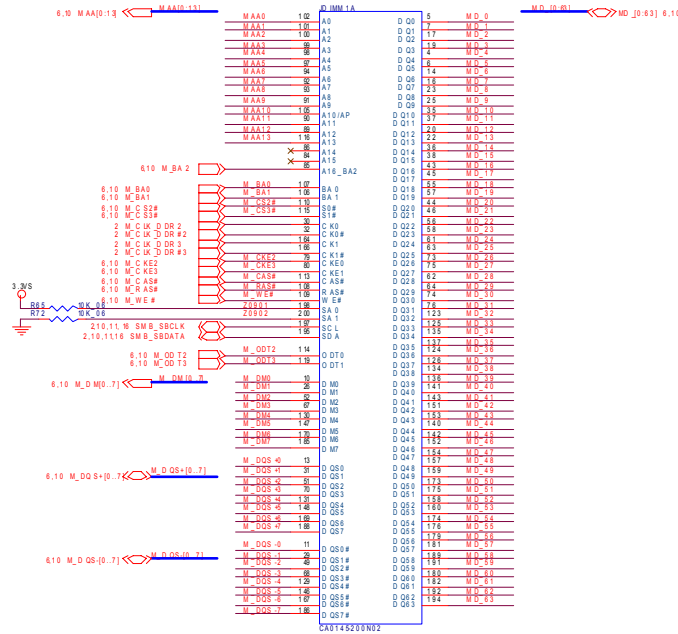 6,10 MAA[0:13] MAA[0:13] JDIMM1A MD_[0:63] MD_[0:63] 6,10
MAA0 102 A0 DQ0 5 MD_0
MAA1 101 A1 DQ1 7 MD_1
MAA2 100 A2 DQ2 17 MD_2
MAA3 99 A3 DQ3 19 MD_3
MAA4 98 A4 DQ4 4 MD_4
MAA5 97 A5 DQ5 6 MD_5
MAA6 94 A6 DQ6 14 MD_6
MAA7 92 A7 DQ7 16 MD_7
MAA8 93 A8 DQ8 23 MD_8
MAA9 91 A9 DQ9 25 MD_9
MAA10 105 A10/AP DQ10 35 MD_10
MAA11 90 A11 DQ11 37 MD_11
MAA12 89 A12 DQ12 20 MD_12
MAA13 116 A13 DQ13 22 MD_13
86 A14 DQ14 36 MD_14
84 A15 DQ15 38 MD_15
6,10 M_BA2 85 A16_BA2 DQ16 43 MD_16
DQ17 45 MD_17
6,10 M_BA0 M_BA0 107 BA0 DQ18 55 MD_18
6,10 M_BA1 M_BA1 106 BA1 DQ19 57 MD_19
6,10 M_CS2# M_CS2# 110 S0# DQ20 44 MD_20
6,10 M_CS3# M_CS3# 115 S1# DQ21 46 MD_21
2 M_CLK_DDR2 30 CK0 DQ22 56 MD_22
2 M_CLK_DDR#2 32 CK0# DQ23 58 MD_23
2 M_CLK_DDR3 164 CK1 DQ24 61 MD_24
2 M_CLK_DDR#3 166 CK1# DQ25 63 MD_25
6,10 M_CKE2 M_CKE2 79 CKE0 DQ26 73 MD_26
6,10 M_CKE3 M_CKE3 80 CKE1 DQ27 75 MD_27
6,10 M_CAS# M_CAS# 113 CAS# DQ28 62 MD_28
6,10 M_RAS# M_RAS# 108 RAS# DQ29 64 MD_29
6,10 M_WE# M_WE# 109 WE# DQ30 74 MD_30
3.3VS R65 10K_06 Z0901 198 SA0 DQ31 76 MD_31
R72 10K_06 Z0902 200 SA1 DQ32 123 MD_32
2,10,11,16 SMB_SBCLK 197 SCL DQ33 125 MD_33
2,10,11,16 SMB_SBDATA 195 SDA DQ34 135 MD_34
DQ35 137 MD_35
6,10 M_ODT2 M_ODT2 114 ODT0 DQ36 124 MD_36
6,10 M_ODT3 M_ODT3 119 ODT1 DQ37 126 MD_37
DQ38 134 MD_38
6,10 M_DM[0..7] M_DM[0..7]
M_DM0 10 DM0 DQ39 136 MD_39
M_DM1 26 DM1 DQ40 141 MD_40
M_DM2 52 DM2 DQ41 143 MD_41
M_DM3 67 DM3 DQ42 151 MD_42
M_DM4 130 DM4 DQ43 153 MD_43
M_DM5 147 DM5 DQ44 140 MD_44
M_DM6 170 DM6 DQ45 142 MD_45
M_DM7 185 DM7 DQ46 152 MD_46
DQ47 154 MD_47
M_DQS+0 13 DQS0 DQ48 157 MD_48
6,10 M_DQS+[0..7] M_DQS+[0..7] M_DQS+1 31 DQS1 DQ49 159 MD_49
M_DQS+2 51 DQS2 DQ50 173 MD_50
M_DQS+3 70 DQS3 DQ51 175 MD_51
M_DQS+4 131 DQS4 DQ52 158 MD_52
M_DQS+5 148 DQS5 DQ53 160 MD_53
M_DQS+6 169 DQS6 DQ54 174 MD_54
M_DQS+7 188 DQS7 DQ55 176 MD_55
DQ56 179 MD_56
M_DQS-0 11 DQS0# DQ57 181 MD_57
6,10 M_DQS-[0..7] M_DQS-[0..7] M_DQS-1 29 DQS1# DQ58 189 MD_58
M_DQS-2 49 DQS2# DQ59 191 MD_59
M_DQS-3 68 DQS3# DQ60 180 MD_60
M_DQS-4 129 DQS4# DQ61 182 MD_61
M_DQS-5 146 DQS5# DQ62 192 MD_62
M_DQS-6 167 DQS6# DQ63 194 MD_63
M_DQS-7 186 DQS7#
CA0145-200N02